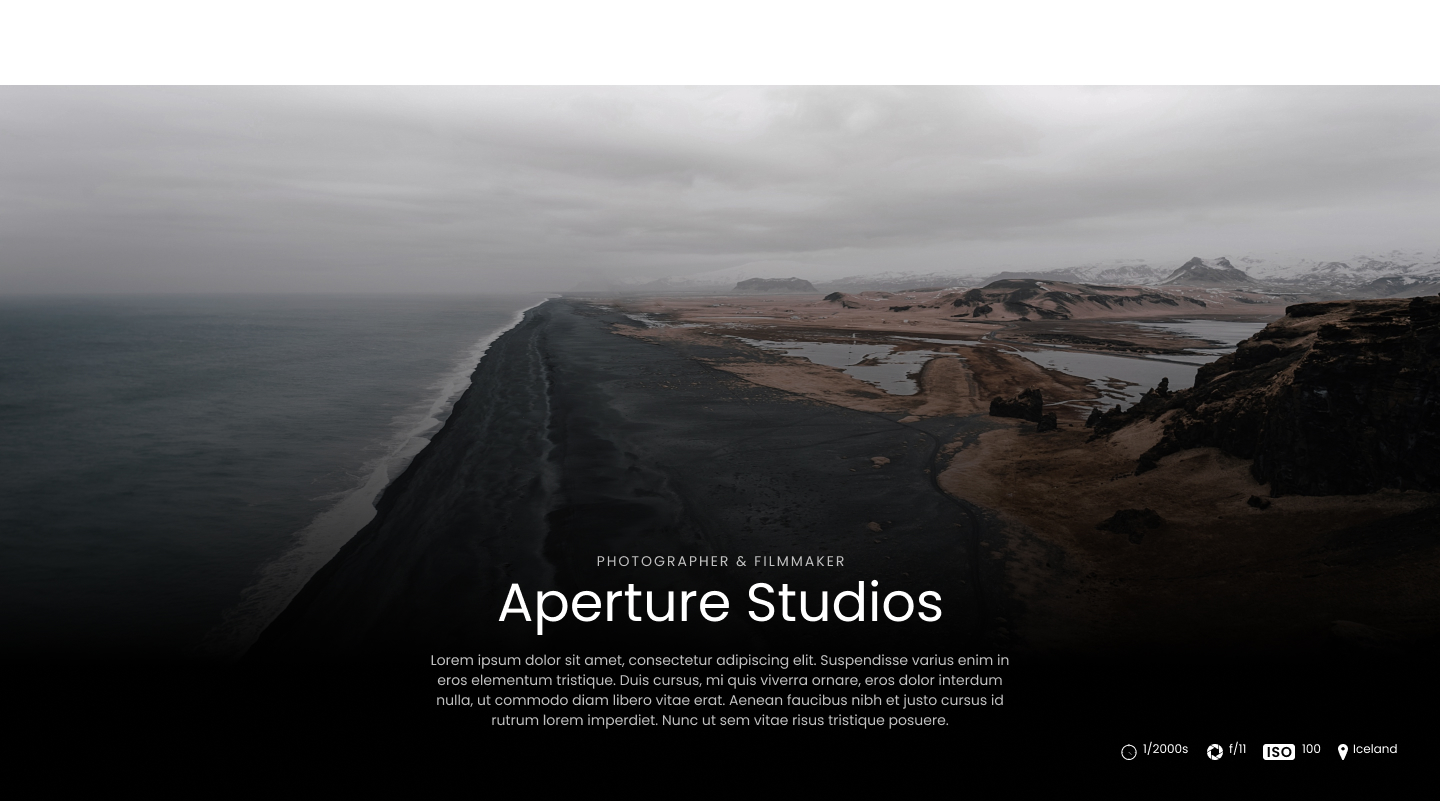 PHOTOGRAPHER & FILMMAKER
Aperture Studios
Lorem ipsum dolor sit amet, consectetur adipiscing elit. Suspendisse varius enim in
eros elementum tristique. Duis cursus, mi quis viverra ornare, eros dolor interdum
nulla, ut commodo diam libero vitae erat. Aenean faucibus nibh et justo cursus id
rutrum lorem imperdiet. Nunc ut sem vitae risus tristique posuere.
1/2000s f/11 ISO 100 Iceland